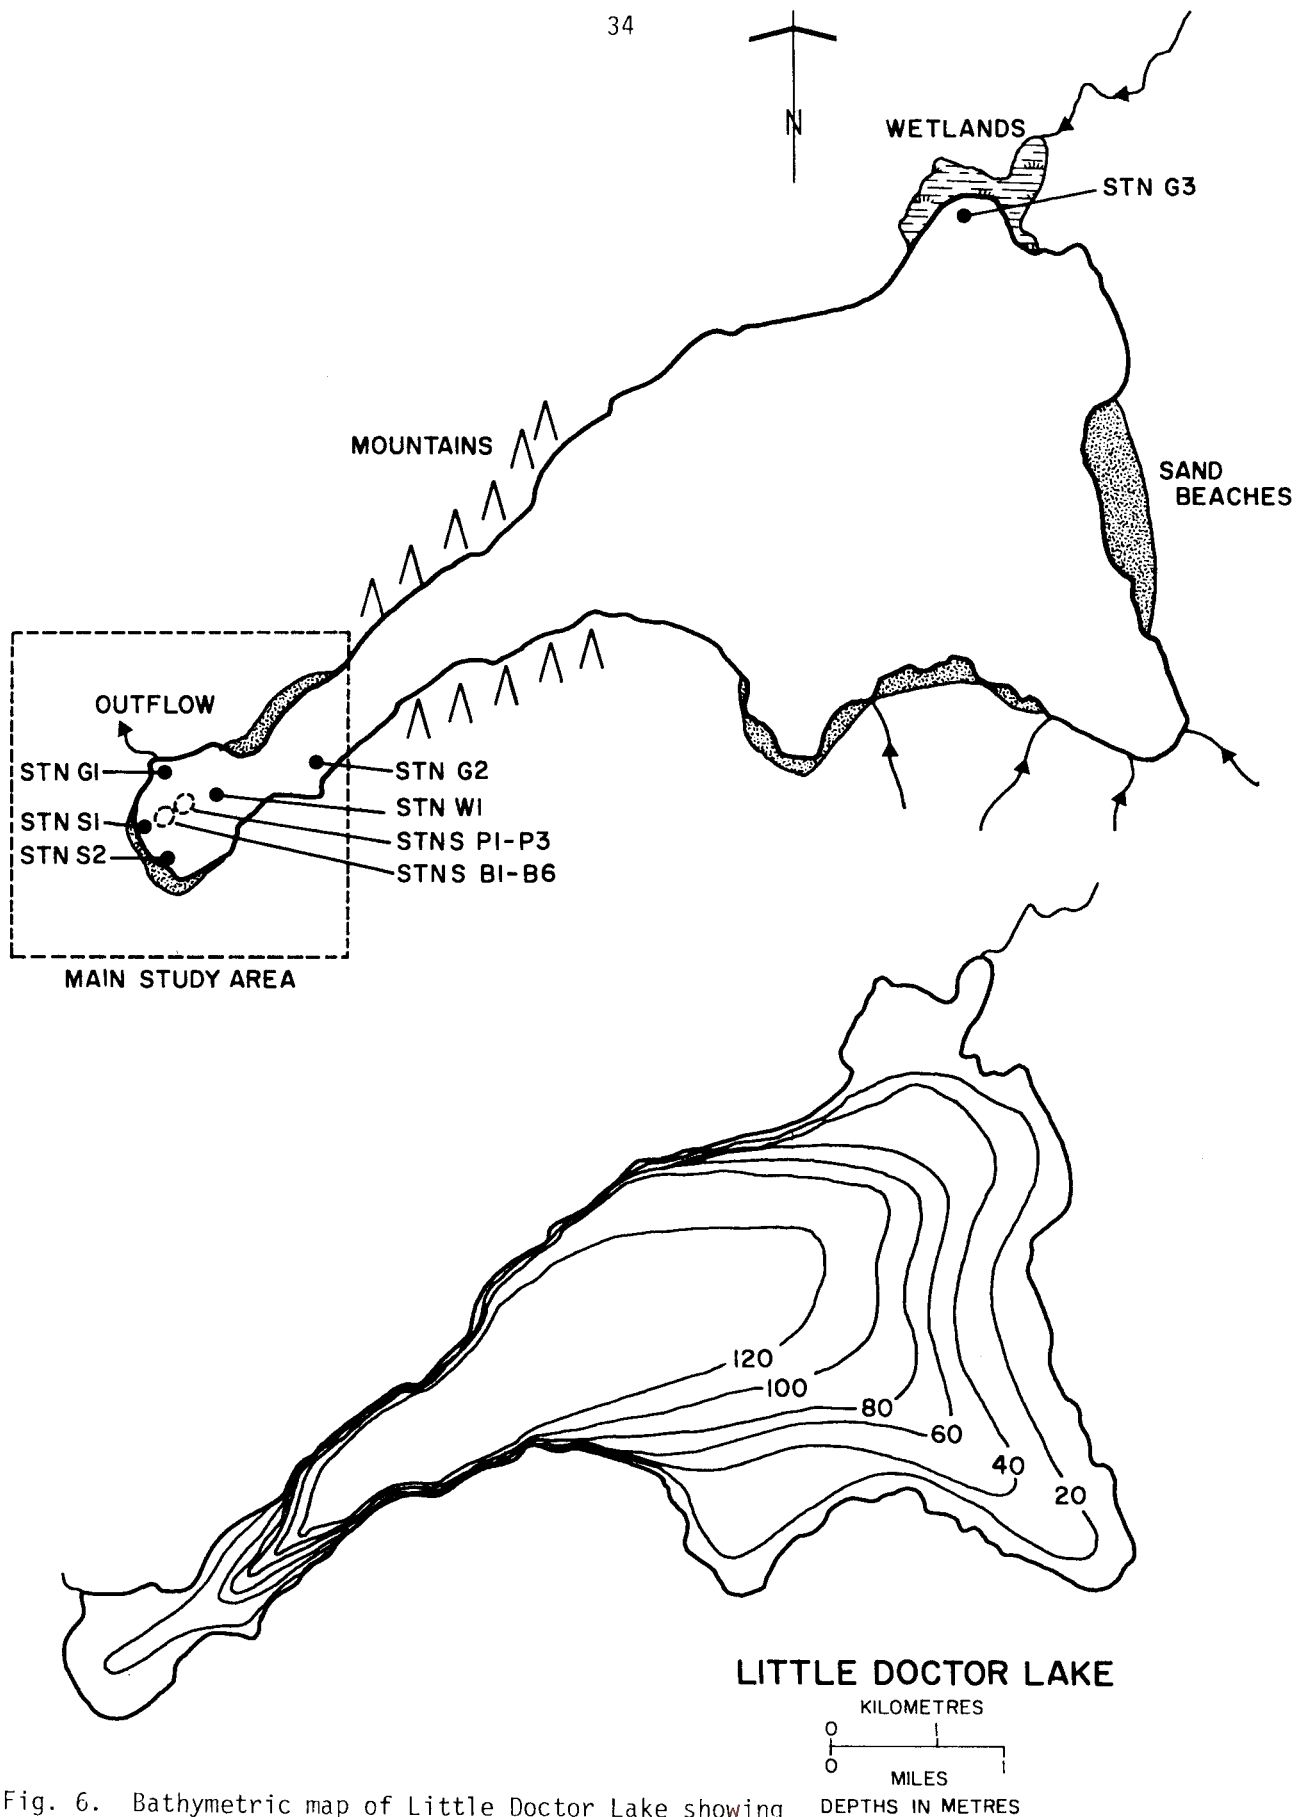 34
N
WETLANDS
STN G3
MOUNTAINS
SAND
BEACHES
OUTFLOW
STN G1
STN G2
STN W1
STN S1
STNS P1-P3
STN S2
STNS B1-B6
MAIN STUDY AREA
120
100
80
60
40
20
LITTLE DOCTOR LAKE
KILOMETRES
0 1
0 1
MILES
DEPTHS IN METRES
Fig. 6. Bathymetric map of Little Doctor Lake showing